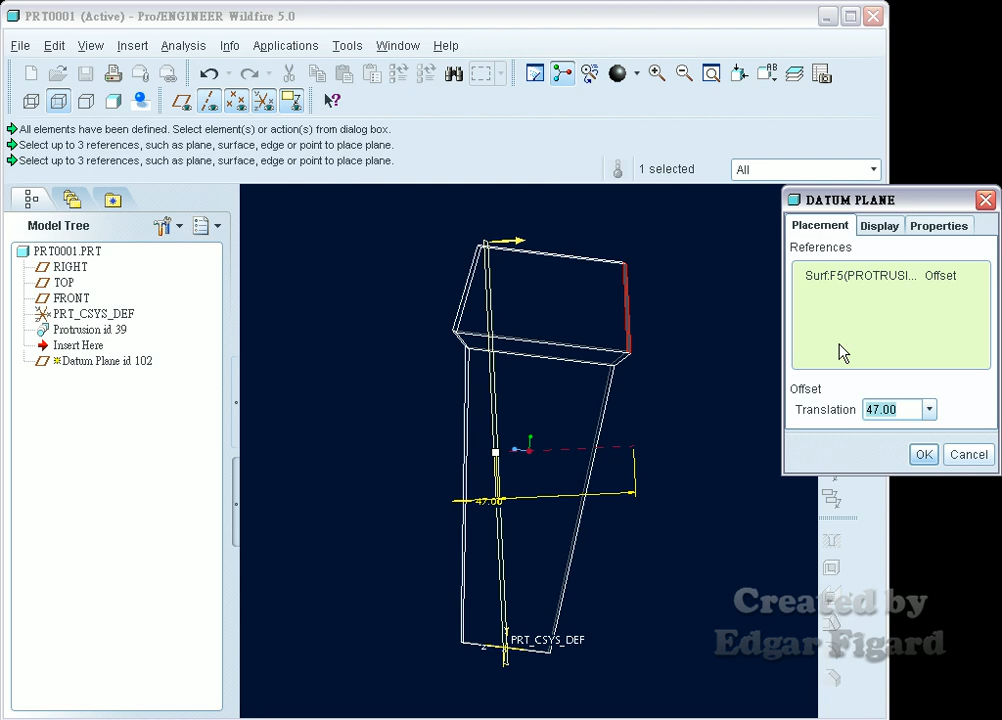 PRT0001 (Active) - Pro/ENGINEER Wildfire 5.0
File Edit View Insert Analysis Info Applications Tools Window Help
All elements have been defined. Select element(s) or action(s) from dialog box.
Select up to 3 references, such as plane, surface, edge or point to place plane.
Select up to 3 references, such as plane, surface, edge or point to place plane.
1 selected
All
Model Tree
PRT0001.PRT
RIGHT
TOP
FRONT
PRT_CSYS_DEF
Protrusion id 39
Insert Here
Datum Plane id 102
47.00
PRT_CSYS_DEF
DATUM PLANE
Placement Display Properties
References
Surf:F5(PROTRUSI... Offset
Offset
Translation 47.00
OK Cancel
Created by
Edgar Figard